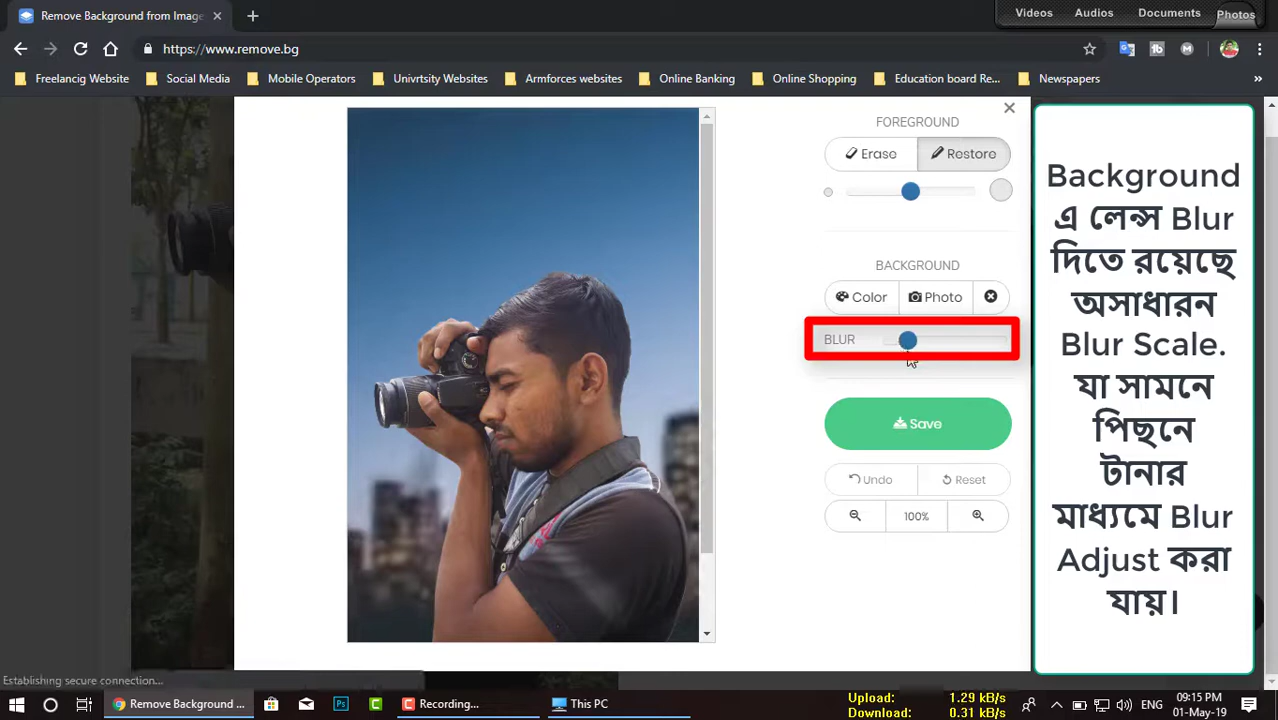 Remove Background from Image
Videos Audios Documents Photos
https://www.remove.bg
Freelancig Website Social Media Mobile Operators Univrtsity Websites Armforces websites Online Banking Online Shopping Education board Re... Newspapers »
FOREGROUND
Erase Restore
BACKGROUND
Color Photo
BLUR
Save
Undo Reset
100%
Background
এ লেন্স Blur
দিতে রয়েছে
অসাধারন
Blur Scale.
যা সামনে
পিছনে
টানার
মাধ্যমে Blur
Adjust করা
যায়।
Establishing secure connection...
Remove Background ... Recording... This PC
Upload: 1.29 kB/s
Download: 0.31 kB/s
ENG
09:15 PM
01-May-19